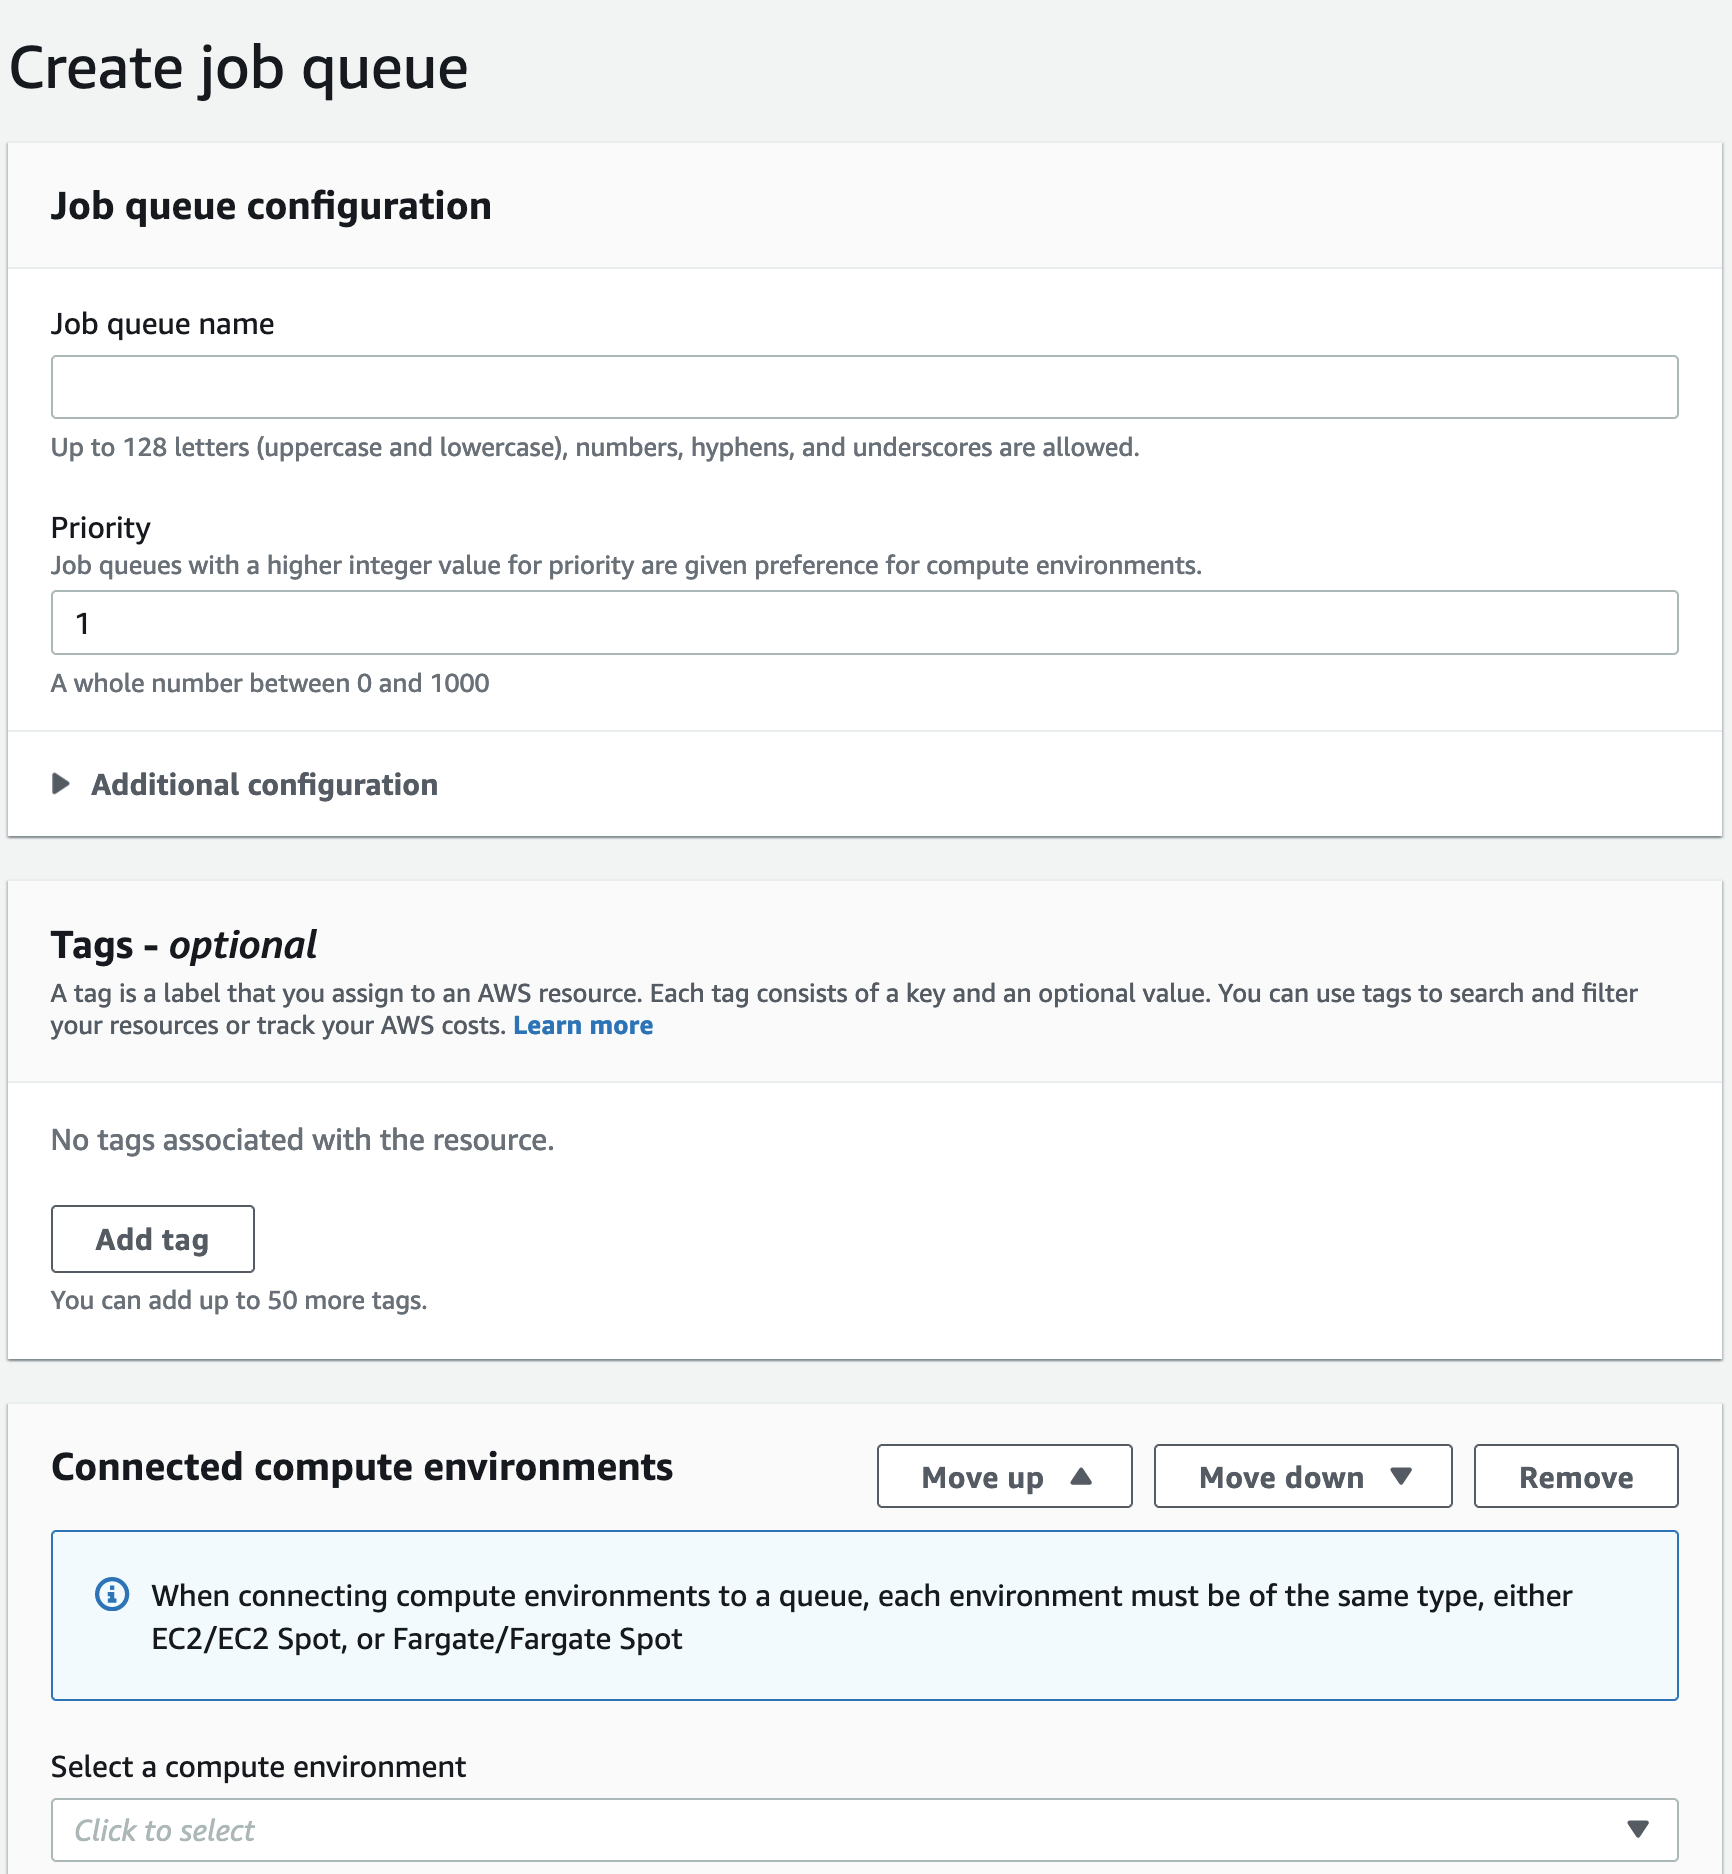 Create job queue
Job queue configuration
Job queue name
Up to 128 letters (uppercase and lowercase), numbers, hyphens, and underscores are allowed.
Priority
Job queues with a higher integer value for priority are given preference for compute environments.
1
A whole number between 0 and 1000
Additional configuration
Tags - optional
A tag is a label that you assign to an AWS resource. Each tag consists of a key and an optional value. You can use tags to search and filter
your resources or track your AWS costs. Learn more
No tags associated with the resource.
Add tag
You can add up to 50 more tags.
Connected compute environments
Move up
Move down
Remove
When connecting compute environments to a queue, each environment must be of the same type, either
EC2/EC2 Spot, or Fargate/Fargate Spot
Select a compute environment
Click to select